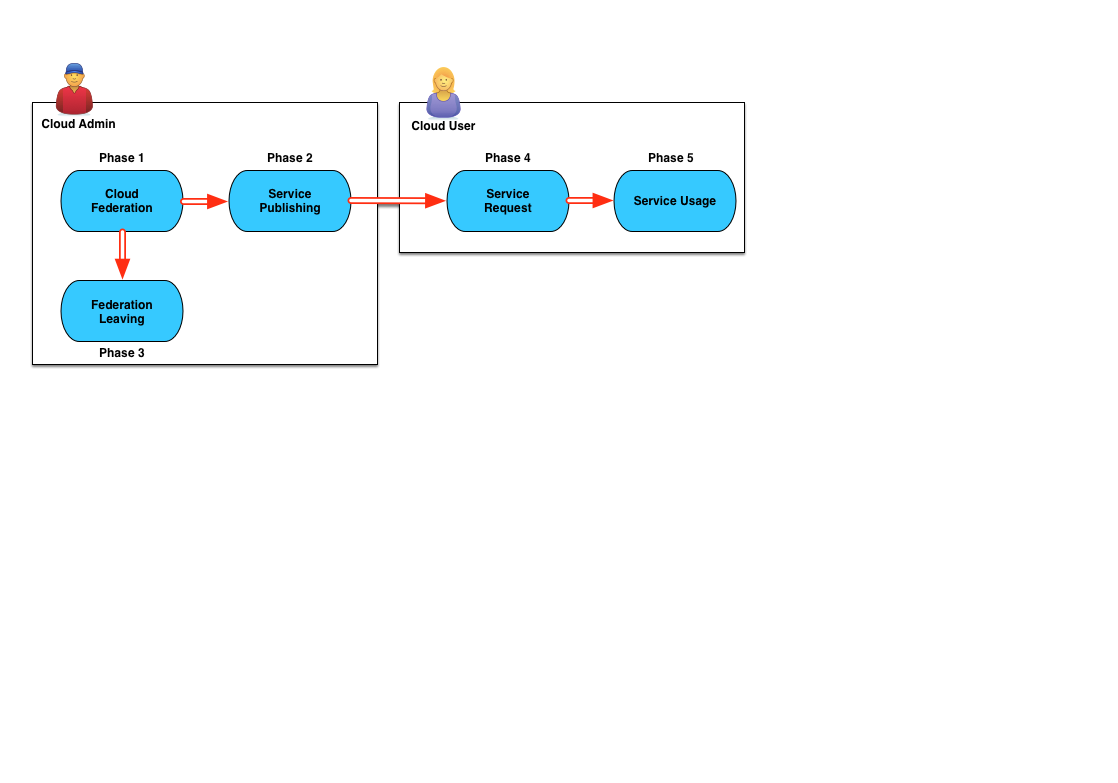 Cloud Admin
Phase 1
Cloud
Federation
Phase 2
Service
Publishing
Federation
Leaving
Phase 3
Cloud User
Phase 4
Service
Request
Phase 5
Service Usage